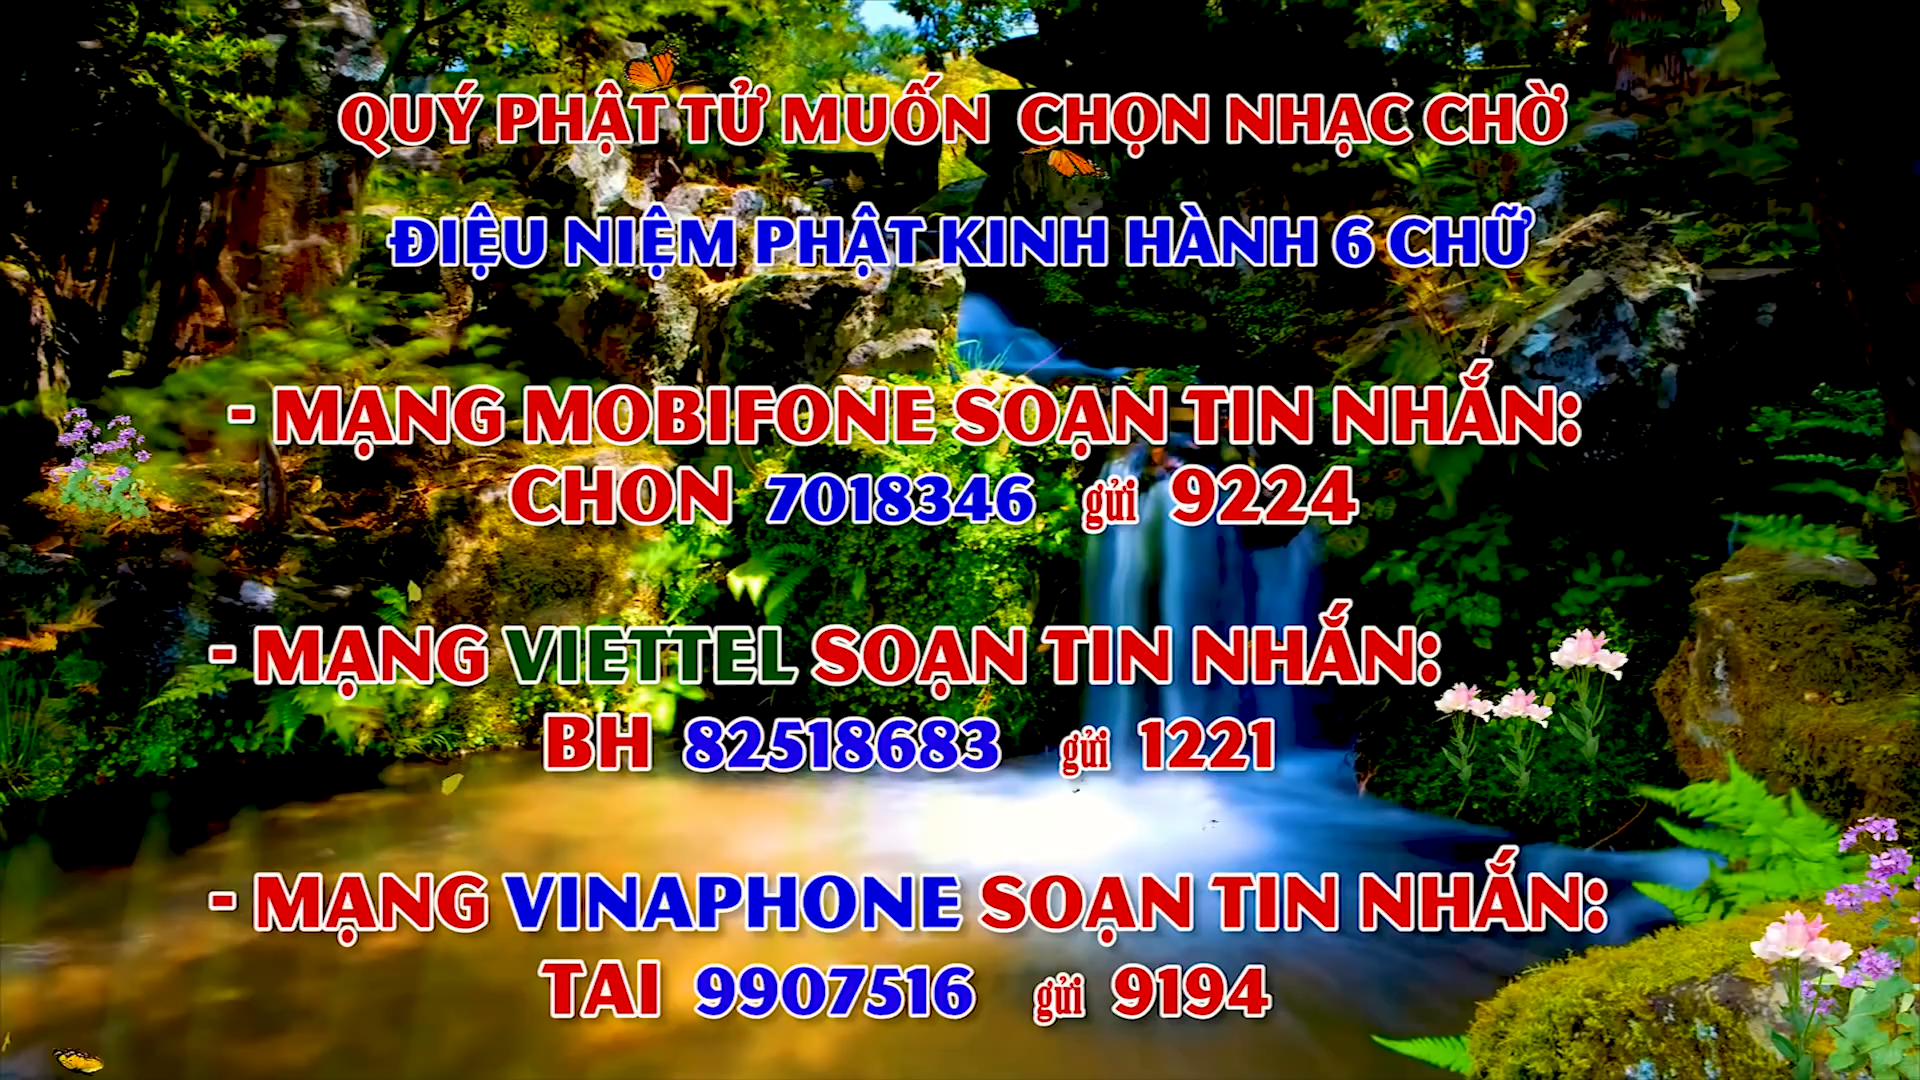 QUÝ PHẬT TỬ MUỐN CHỌN NHẠC CHỜ
ĐIỆU NIỆM PHẬT KINH HÀNH 6 CHỮ
- MẠNG MOBIFONE SOẠN TIN NHẮN:
CHON 7018346 gửi 9224
- MẠNG VIETTEL SOẠN TIN NHẮN:
BH 82518683 gửi 1221
- MẠNG VINAPHONE SOẠN TIN NHẮN:
TAI 9907516 gửi 9194